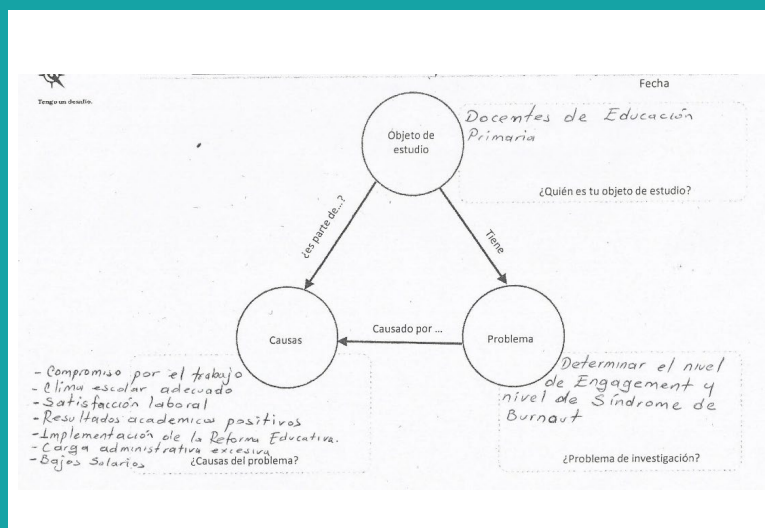 Tengo un desafío.
Fecha
Objeto de
estudio
Docentes de Educación
Primaria
¿Quién es tu objeto de estudio?
¿es parte de...?
Tiene
Causas
Causado por ...
Problema
- Compromiso por el trabajo
- Clima escolar adecuado
- Satisfacción laboral
- Resultados academicos positivos
- Implementación de la Reforma Educativa.
- Carga administrativa excesiva
- Bajos Salarios
¿Causas del problema?
Determinar el nivel
de Engagement y
nivel de Síndrome de
Burnout
¿Problema de investigación?